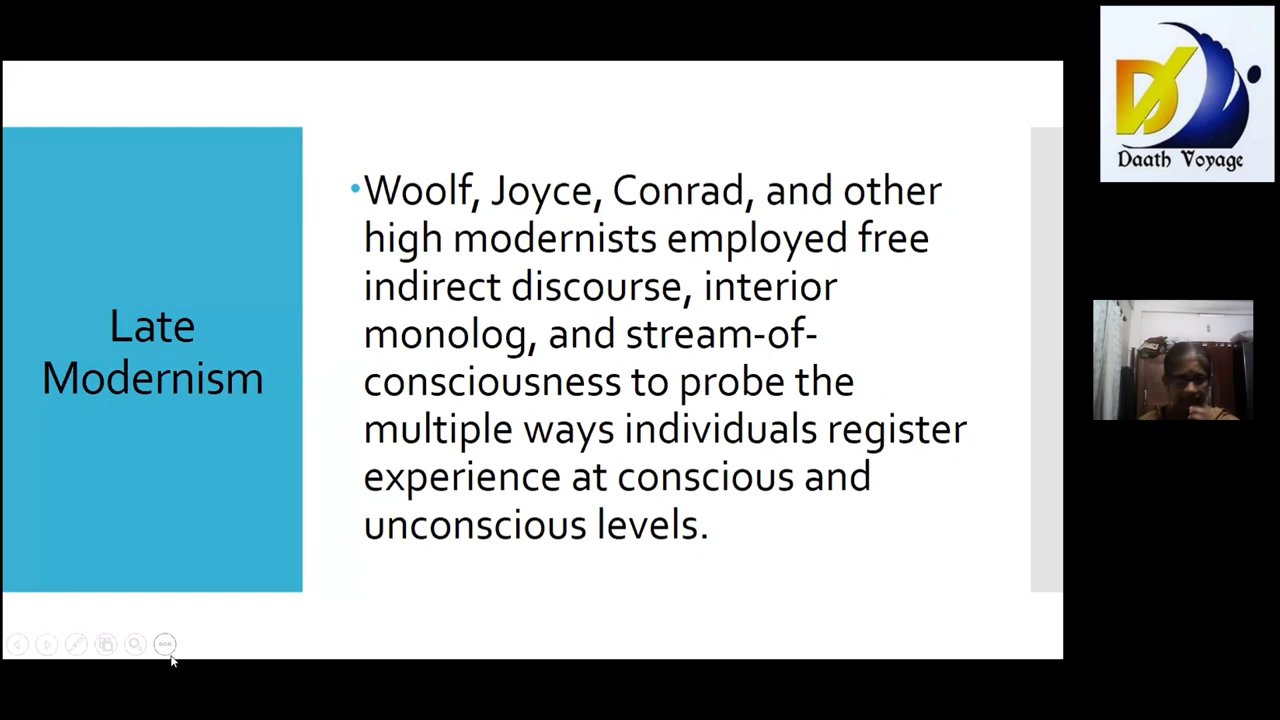 Late
Modernism
•Woolf, Joyce, Conrad, and other
high modernists employed free
indirect discourse, interior
monolog, and stream-of-
consciousness to probe the
multiple ways individuals register
experience at conscious and
unconscious levels.
D
Daath Voyage